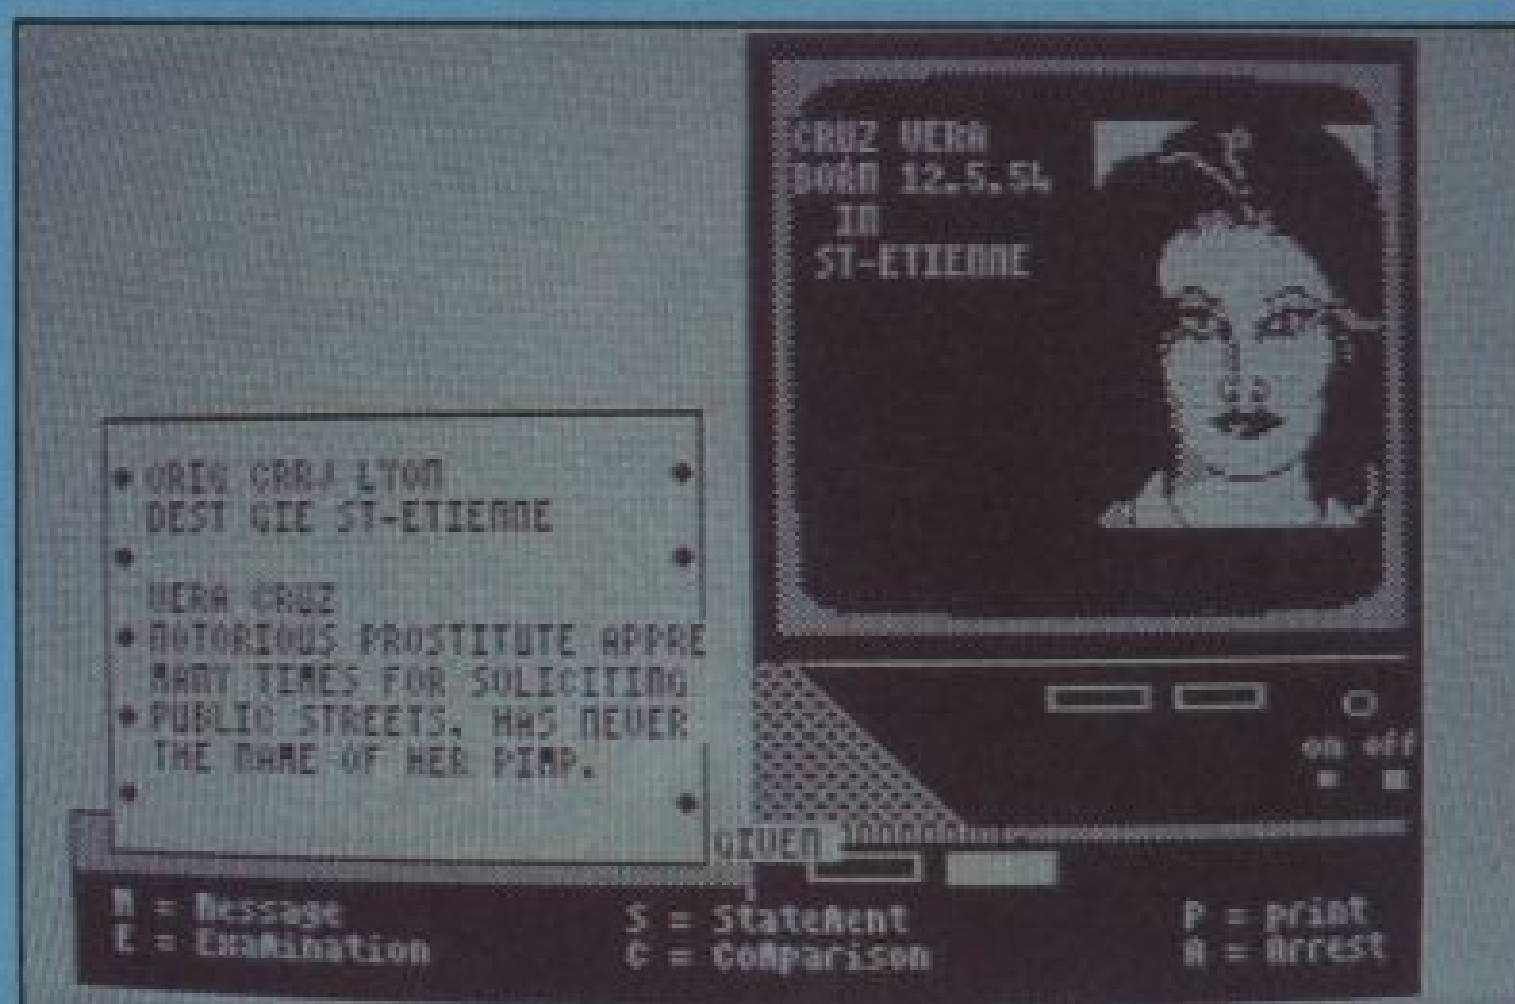 ORIG GRRJ LYON
DEST GIE ST-ETIENNE
VERA CRUZ
NOTORIOUS PROSTITUTE APPRE
MANY TIMES FOR SOLICITING
PUBLIC STREETS. HAS NEVER
THE NAME OF HER PIMP.
GIVEN
CRUZ VERA
BORN 12.5.54
IN
ST-ETIENNE
on off
M = Message
E = Examination
S = Statement
C = Comparison
P = print
A = Arrest